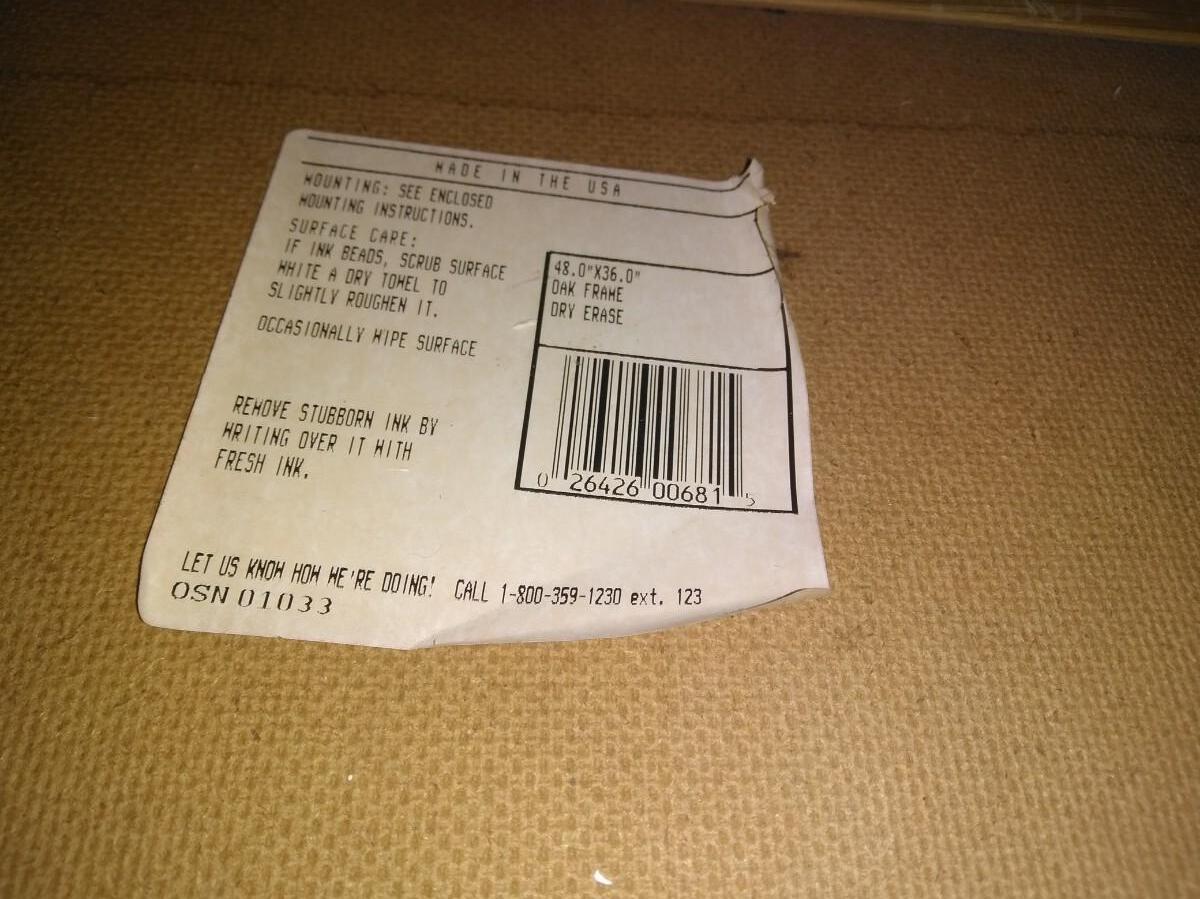 MADE IN THE USA
MOUNTING: SEE ENCLOSED
MOUNTING INSTRUCTIONS.
SURFACE CARE:
IF INK BEADS, SCRUB SURFACE
WHITE A DRY TOWEL TO
SLIGHTLY ROUGHEN IT.
OCCASIONALLY WIPE SURFACE
REMOVE STUBBORN INK BY
WRITING OVER IT WITH
FRESH INK.
48.0"X36.0"
OAK FRAME
DRY ERASE
0 26426 00681 5
LET US KNOW HOW WE'RE DOING! CALL 1-800-359-1230 ext. 123
OSN 01033